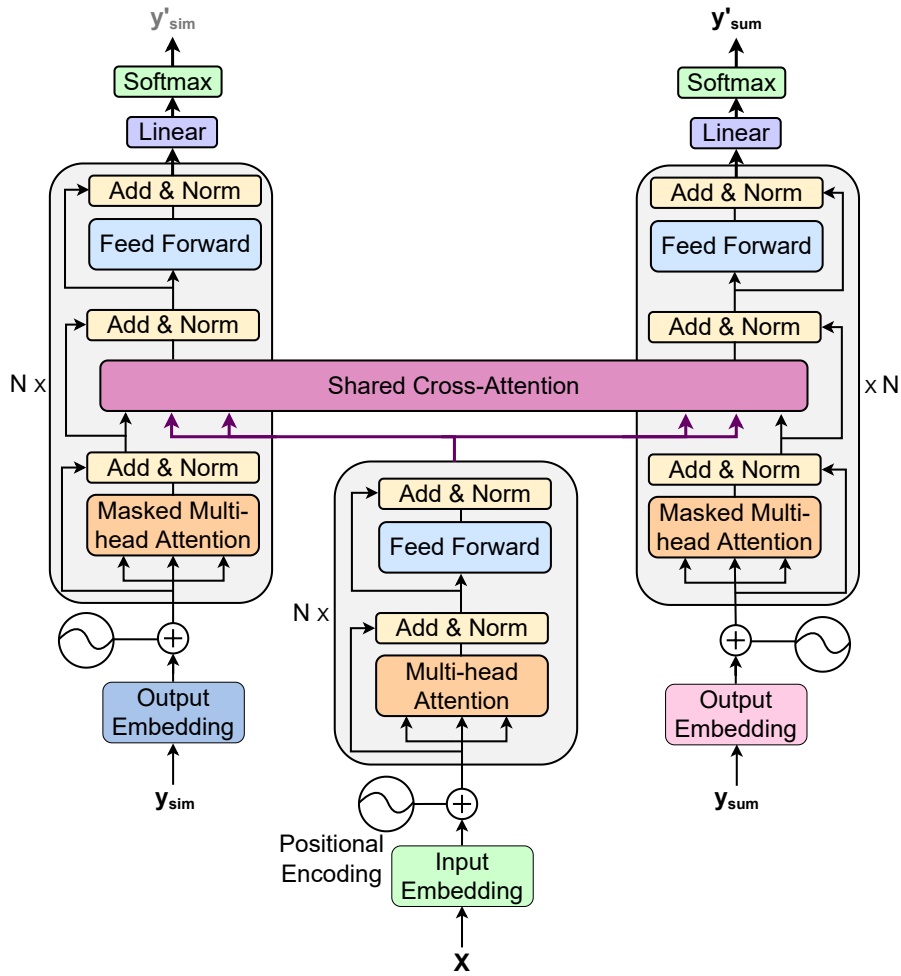 y'sim
Softmax
Linear
Add & Norm
Feed Forward
Add & Norm
N x
Add & Norm
Masked Multi-
head Attention
Output
Embedding
ysim
Shared Cross-Attention
Add & Norm
Feed Forward
N x
Add & Norm
Multi-head
Attention
Positional
Encoding
Input
Embedding
X
y'sum
Softmax
Linear
Add & Norm
Feed Forward
Add & Norm
x N
Add & Norm
Masked Multi-
head Attention
Output
Embedding
ysum